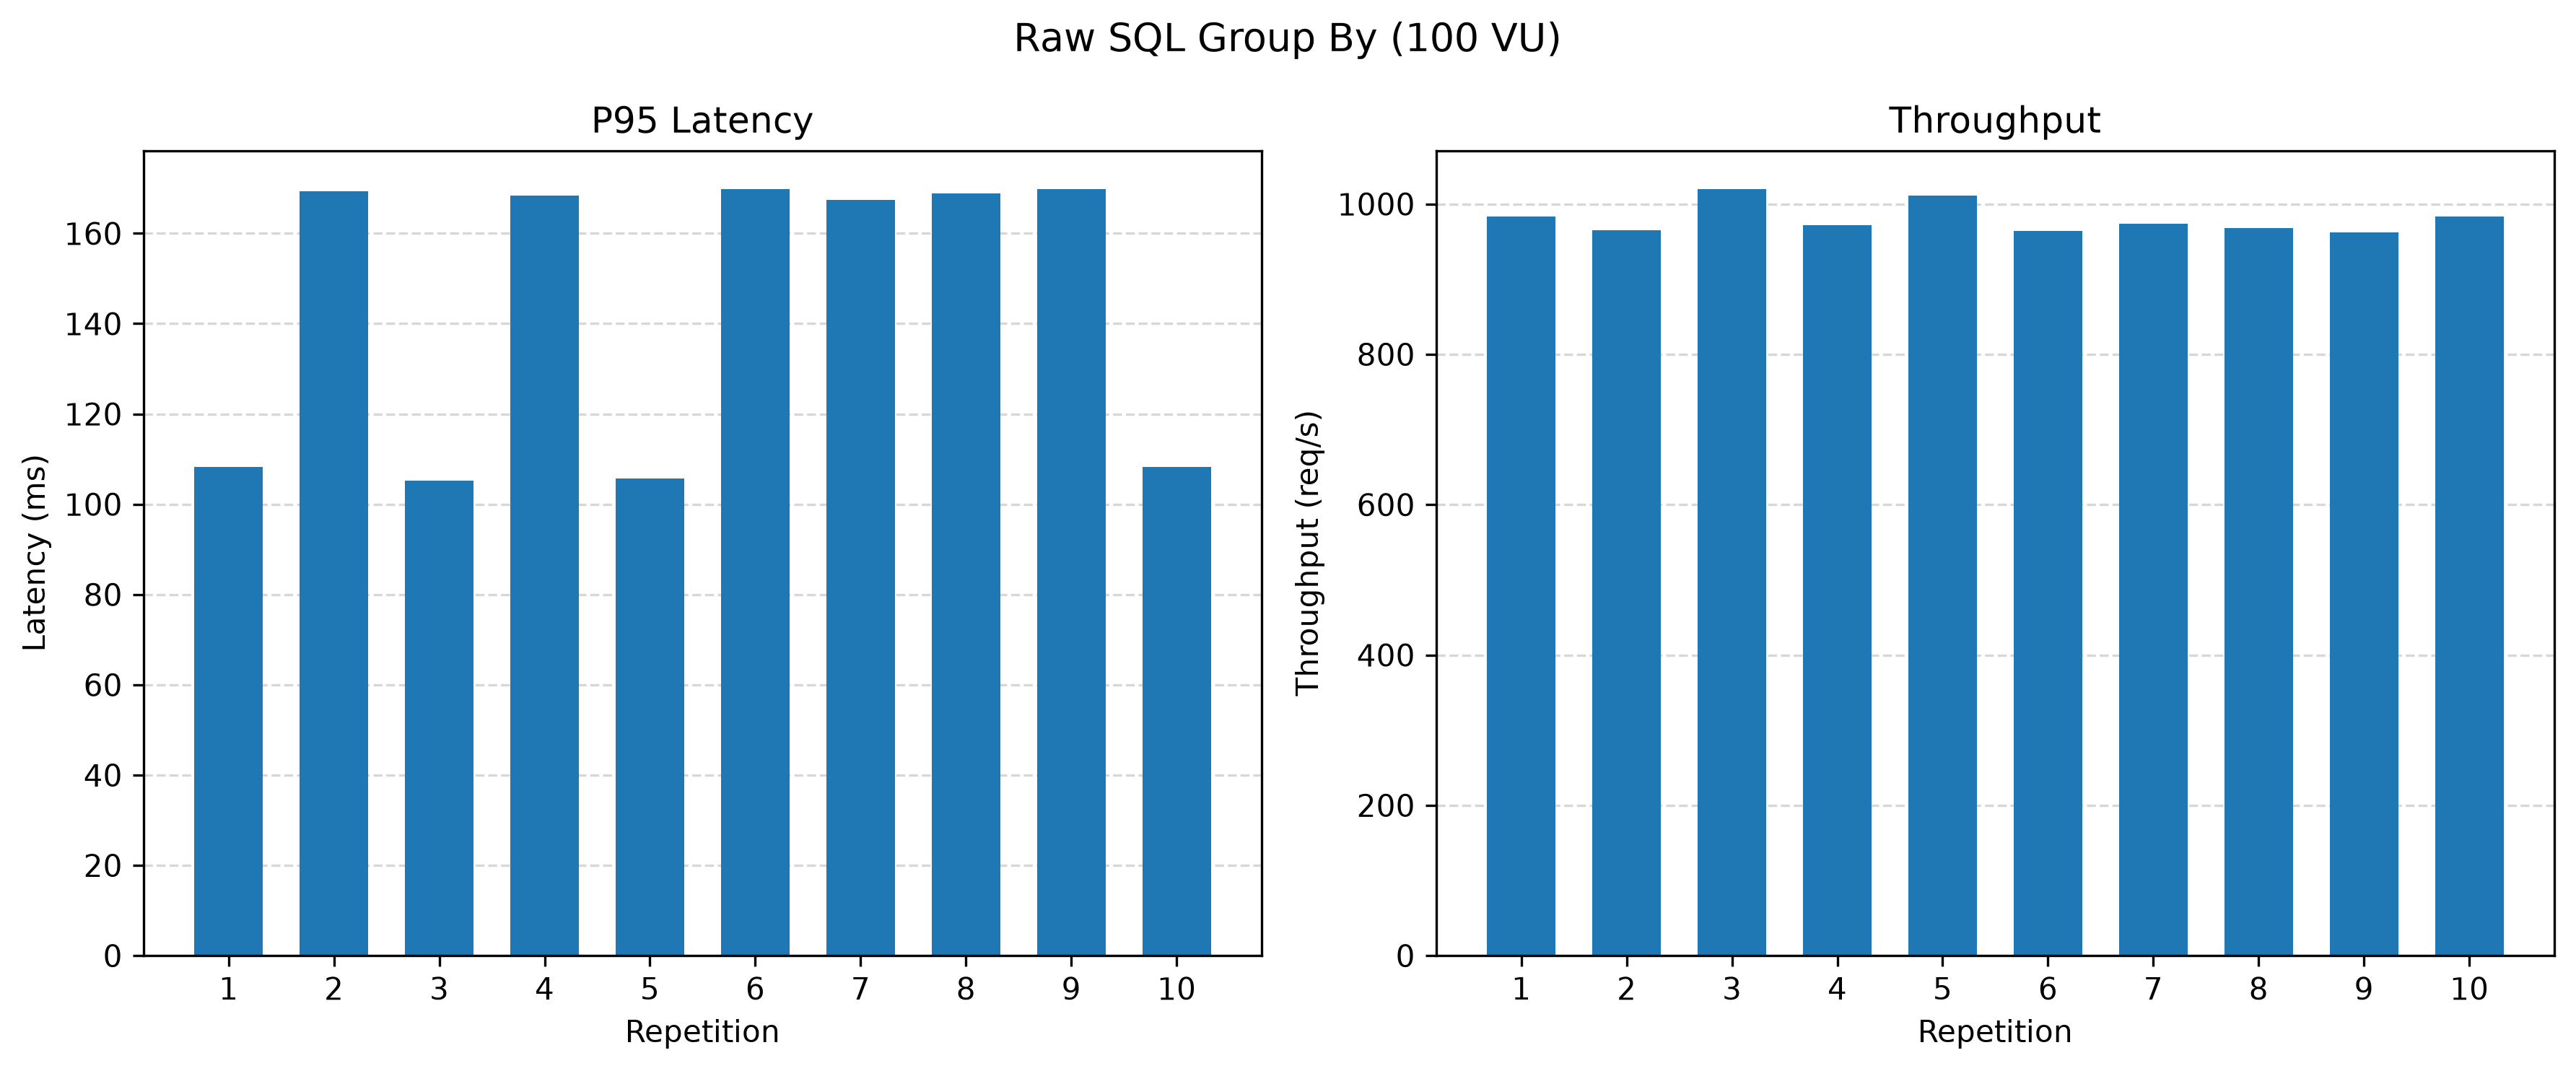 Raw SQL Group By (100 VU)
P95 Latency
Latency (ms)
160
140
120
100
80
60
40
20
0
1 2 3 4 5 6 7 8 9 10
Repetition
Throughput
Throughput (req/s)
1000
800
600
400
200
0
1 2 3 4 5 6 7 8 9 10
Repetition